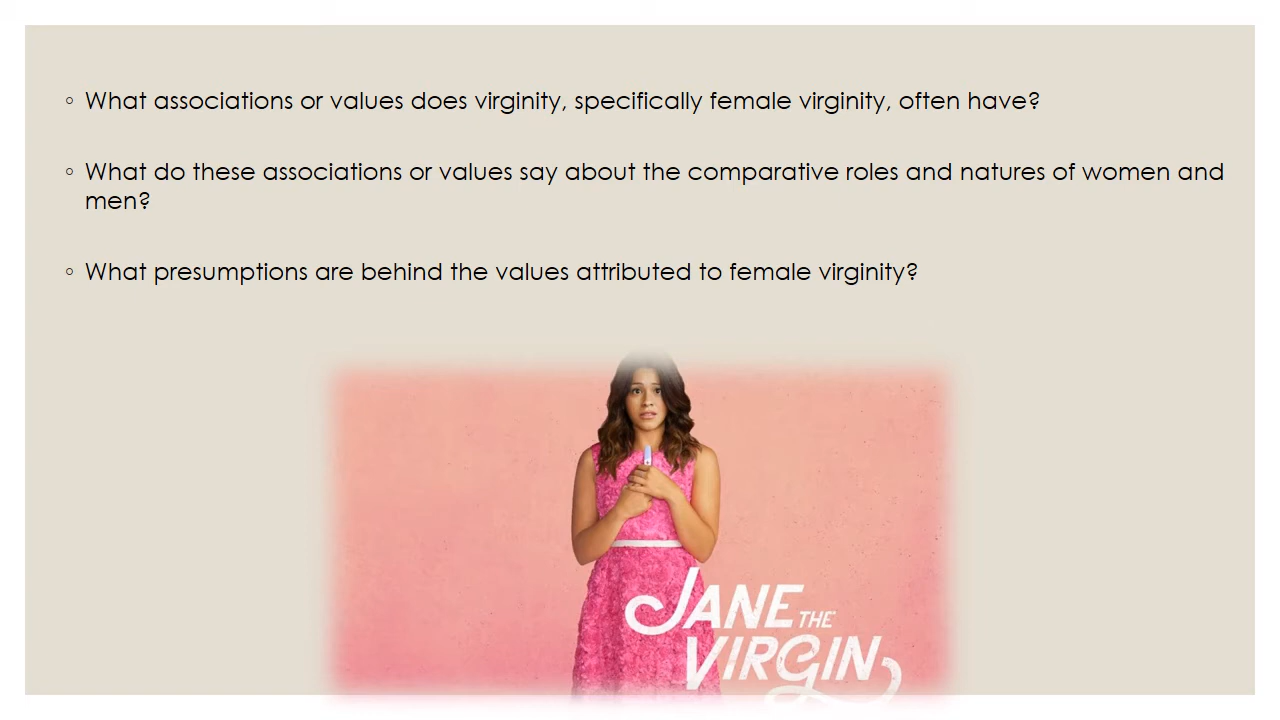 ◦ What associations or values does virginity, specifically female virginity, often have?
◦ What do these associations or values say about the comparative roles and natures of women and
men?
◦ What presumptions are behind the values attributed to female virginity?
JANE THE
VIRGIN